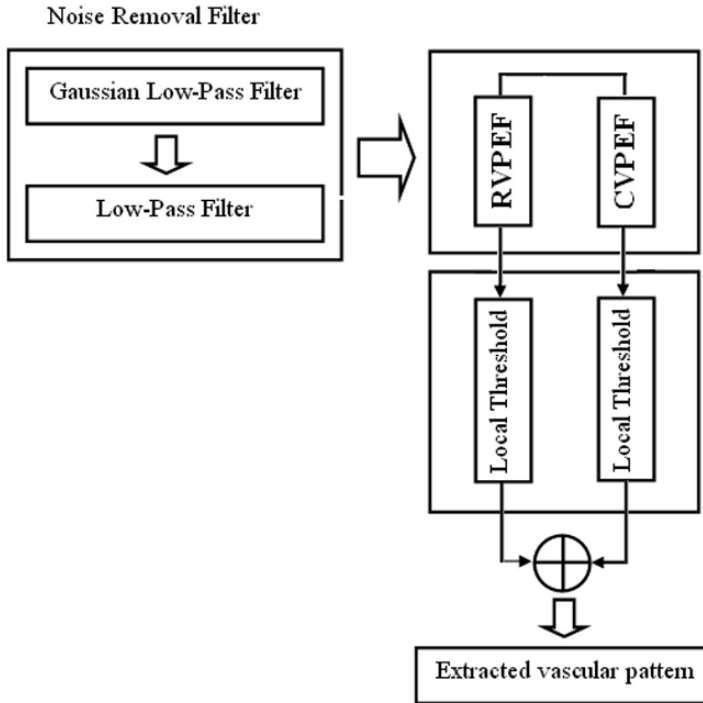 Noise Removal Filter
Gaussian Low-Pass Filter
Low-Pass Filter
RVPEF
CVPEF
Local Threshold
Local Threshold
Extracted vascular pattern